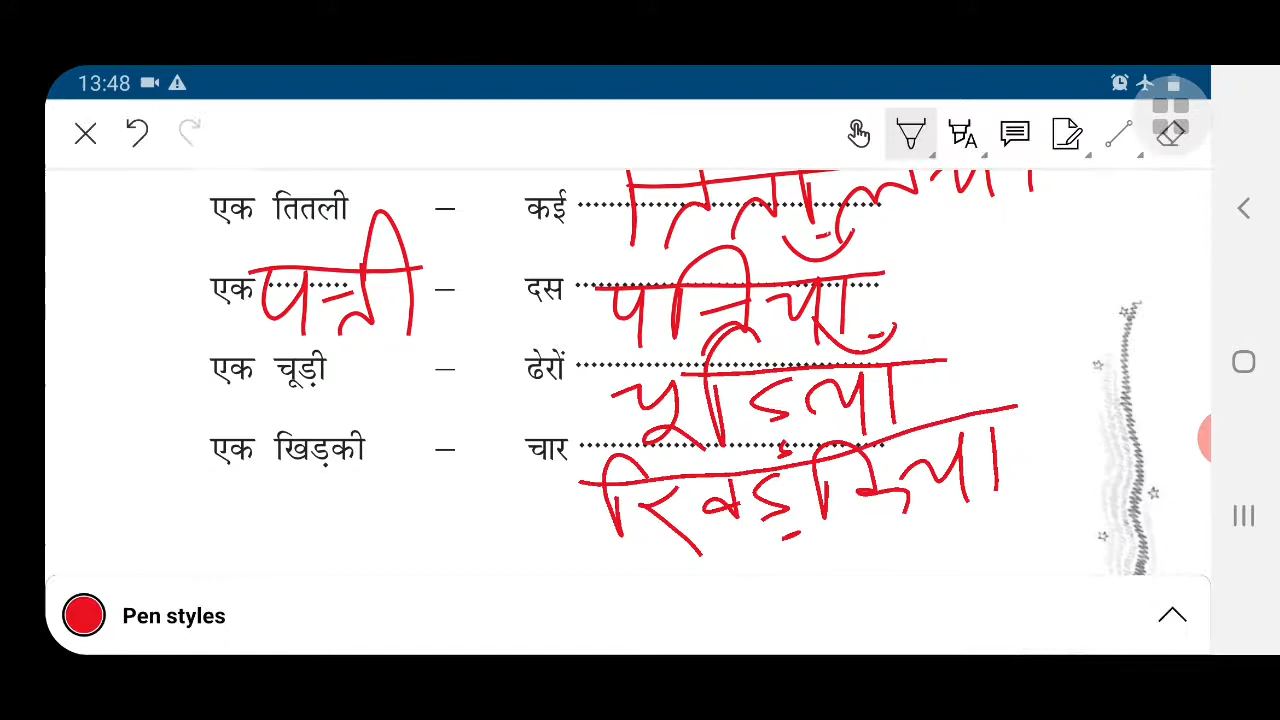 13:48
एक तितली – कई तितलियाँ
एक पत्ती – दस पत्तियाँ
एक चूड़ी – ढेरों चूडियाँ
एक खिड़की – चार खिड़कियाँ
Pen styles